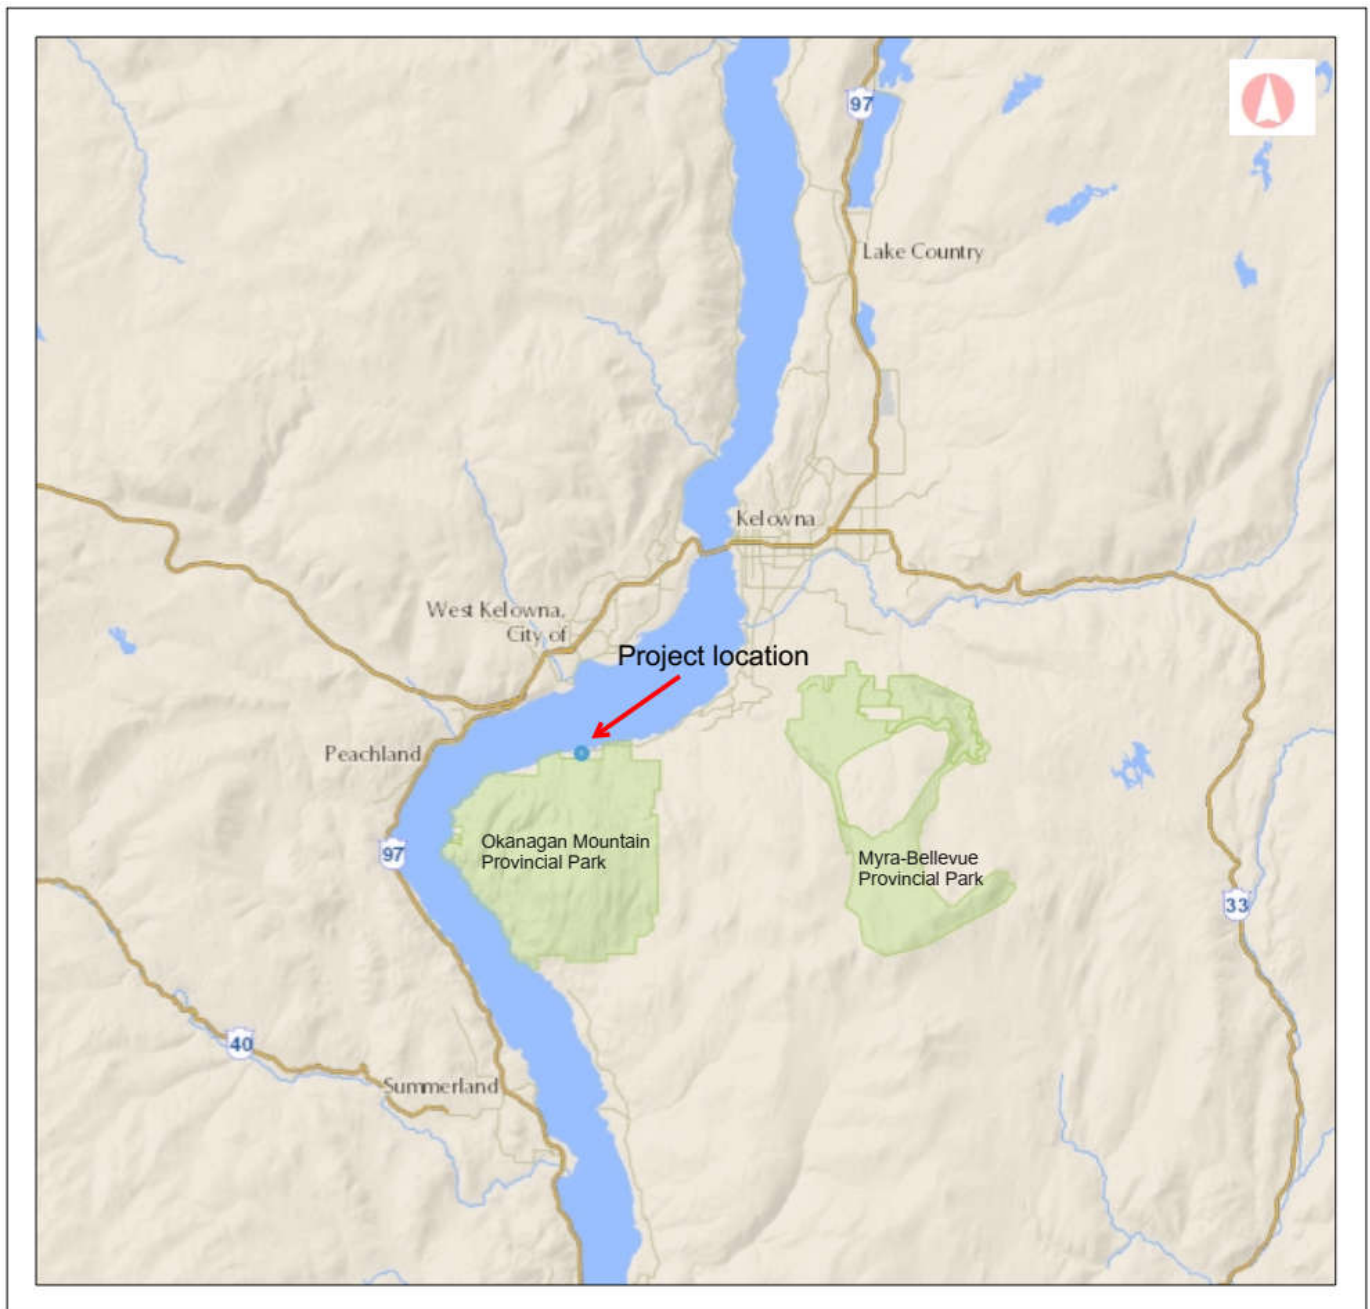 97
Lake Country
Kelowna
West Kelowna,
City of
Project location
Peachland
Okanagan Mountain
Provincial Park
97
Myra-Bellevue
Provincial Park
33
40
Summerland